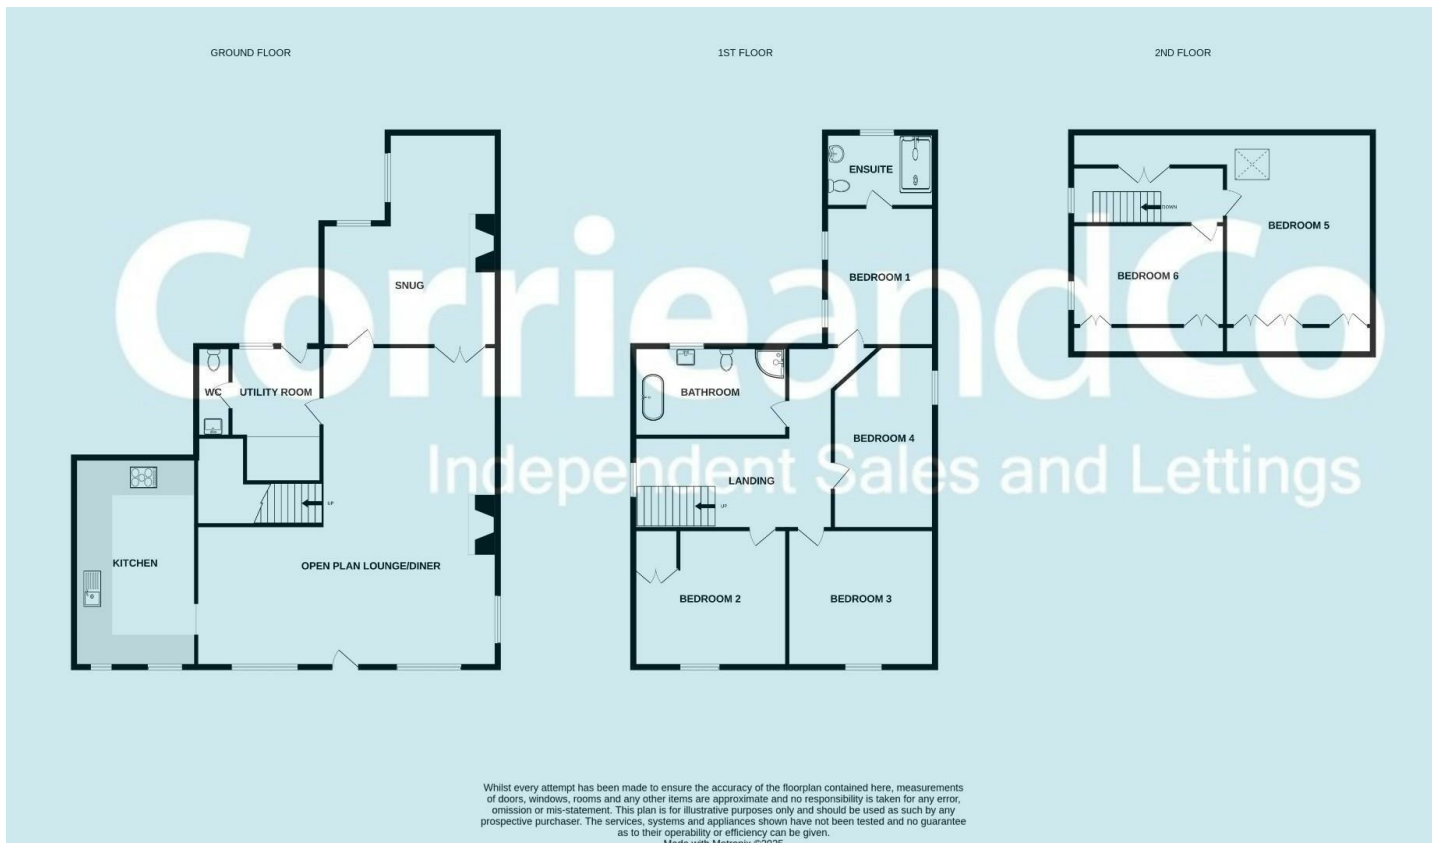 GROUND FLOOR
1ST FLOOR
2ND FLOOR
ENSUITE
BEDROOM 1
SNUG
DOWN
BEDROOM 5
BEDROOM 6
CorrieandCo
Independent Sales and Lettings
WC
UTILITY ROOM
BATHROOM
BEDROOM 4
LANDING
UP
UP
KITCHEN
OPEN PLAN LOUNGE/DINER
BEDROOM 2
BEDROOM 3
Whilst every attempt has been made to ensure the accuracy of the floorplan contained here, measurements
of doors, windows, rooms and any other items are approximate and no responsibility is taken for any error,
omission or mis-statement. This plan is for illustrative purposes only and should be used as such by any
prospective purchaser. The services, systems and appliances shown have not been tested and no guarantee
as to their operability or efficiency can be given.
Made with Metropix ©2025